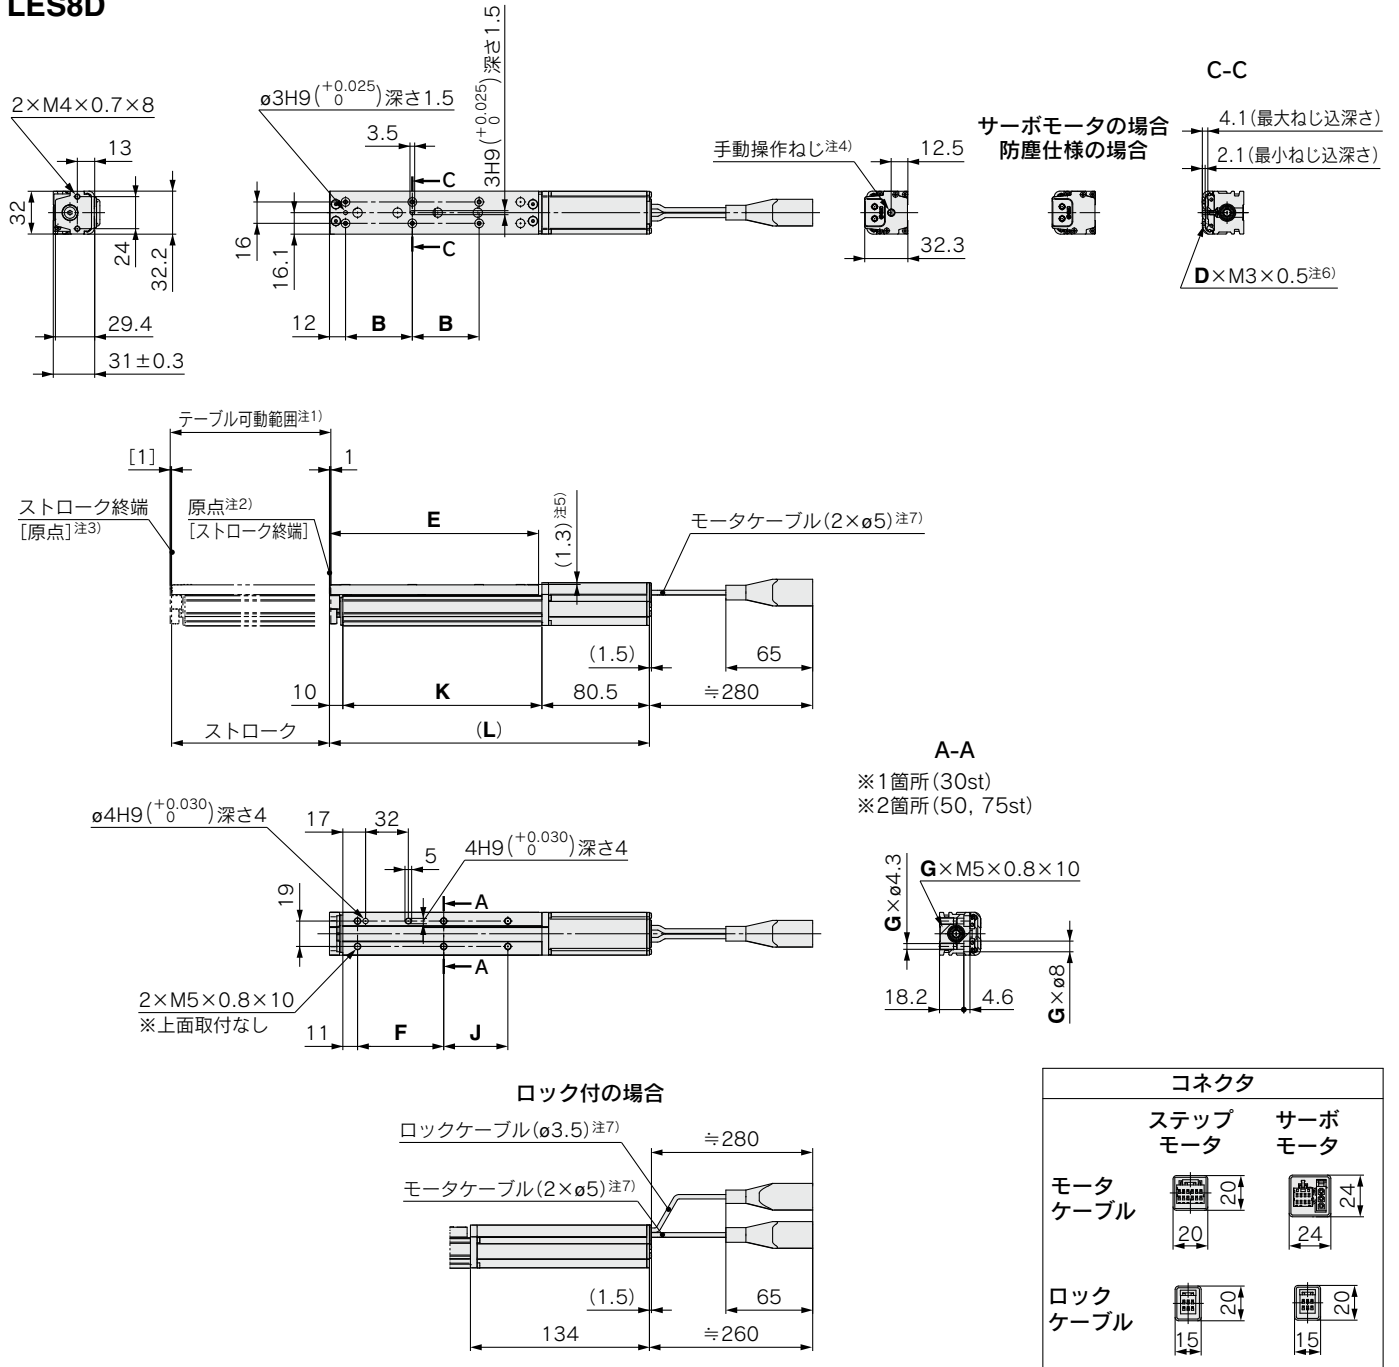 LES8D
2×M4×0.7×8
13
32
24
32.2
29.4
31±0.3
ø3H9(+0.025 0)深さ1.5
3.5
3H9(+0.025 0)深さ1.5
C
C
16
16.1
12
B
B
手動操作ねじ注4)
12.5
32.3
サーボモータの場合
防塵仕様の場合
C-C
4.1(最大ねじ込深さ)
2.1(最小ねじ込深さ)
D×M3×0.5注6)
テーブル可動範囲注1)
[1]
1
ストローク終端
[原点]注3)
原点注2)
[ストローク終端]
E
(1.3)注5)
モータケーブル(2×ø5)注7)
(1.5)
65
10
K
80.5
≒280
ストローク
(L)
A-A
※1箇所(30st)
※2箇所(50, 75st)
ø4H9(+0.030 0)深さ4
17
32
5
4H9(+0.030 0)深さ4
19
A
A
2×M5×0.8×10
※上面取付なし
11
F
J
G×ø4.3
G×M5×0.8×10
18.2
4.6
G×ø8
ロック付の場合
ロックケーブル(ø3.5)注7)
≒280
モータケーブル(2×ø5)注7)
(1.5)
65
134
≒260
コネクタ
ステップ
モータ
サーボ
モータ
モータ
ケーブル
20
20
24
24
ロック
ケーブル
20
15
20
15